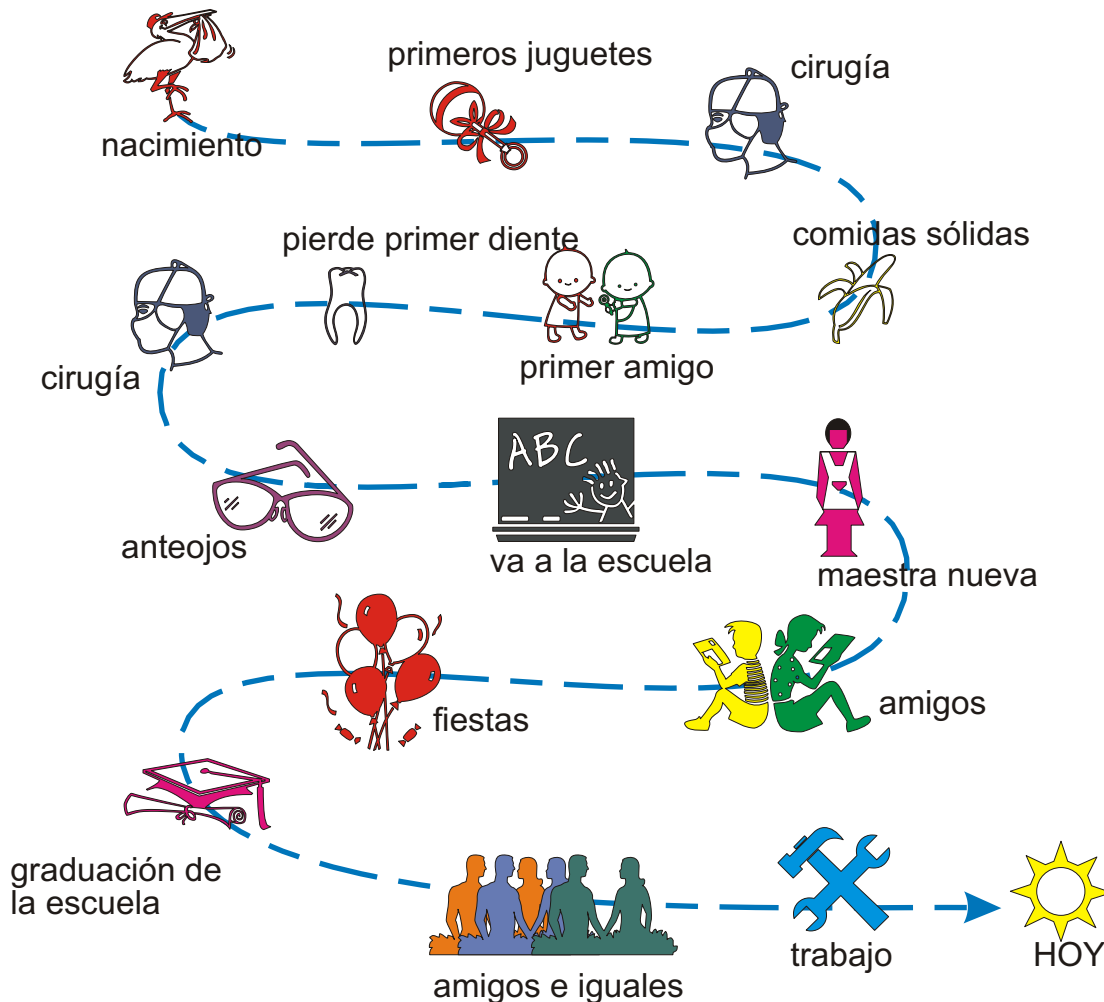 nacimiento
primeros juguetes
cirugía
comidas sólidas
primer amigo
pierde primer diente
cirugía
anteojos
ABC
va a la escuela
maestra nueva
amigos
fiestas
graduación de
la escuela
amigos e iguales
trabajo
HOY